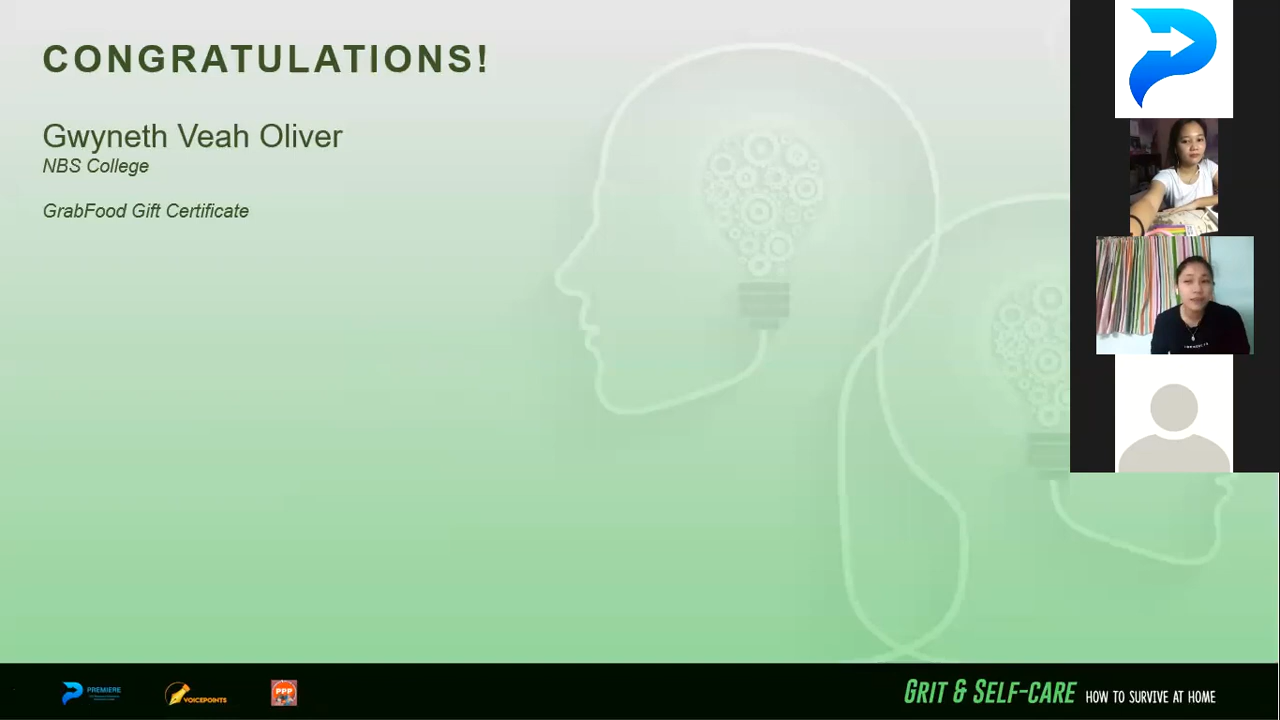 CONGRATULATIONS!
Gwyneth Veah Oliver
NBS College
GrabFood Gift Certificate
PREMIERE
VOICEPOINTS
PPP
GRIT & SELF-CARE HOW TO SURVIVE AT HOME